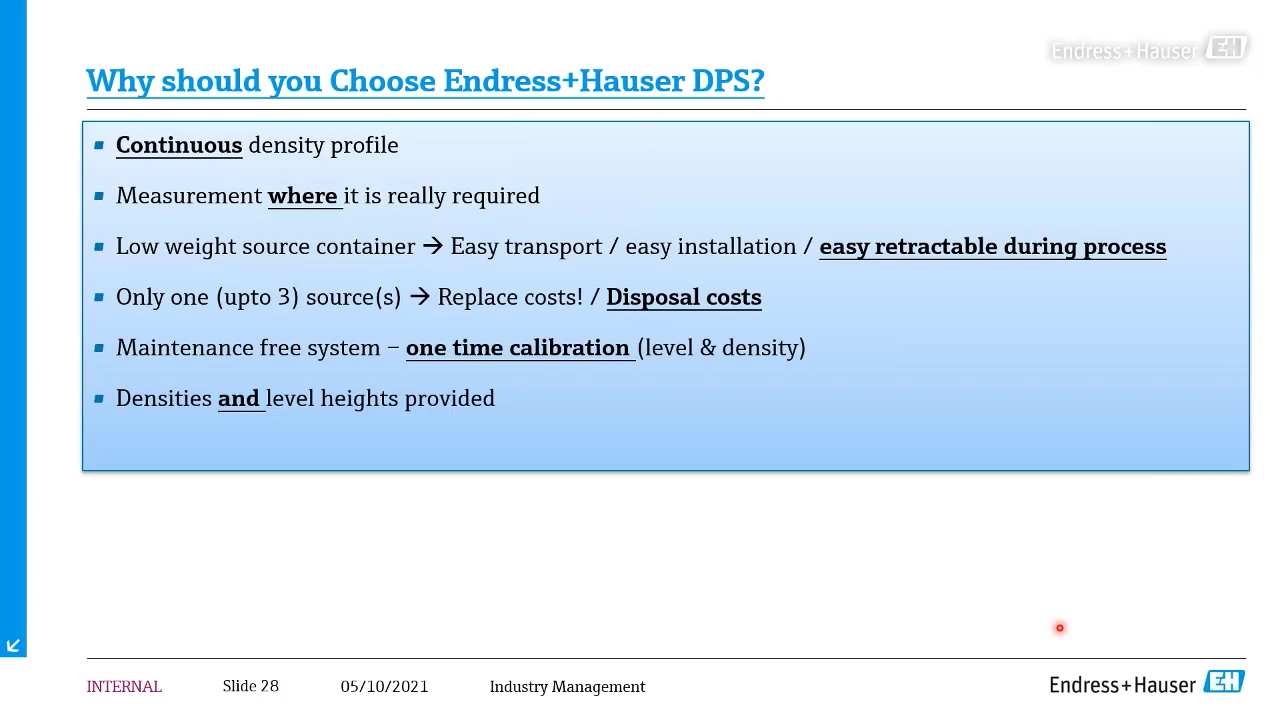 Endress+Hauser EH
Why should you Choose Endress+Hauser DPS?
▪ Continuous density profile
▪ Measurement where it is really required
▪ Low weight source container → Easy transport / easy installation / easy retractable during process
▪ Only one (upto 3) source(s) → Replace costs! / Disposal costs
▪ Maintenance free system – one time calibration (level & density)
▪ Densities and level heights provided
INTERNAL Slide 28 05/10/2021 Industry Management Endress+Hauser EH